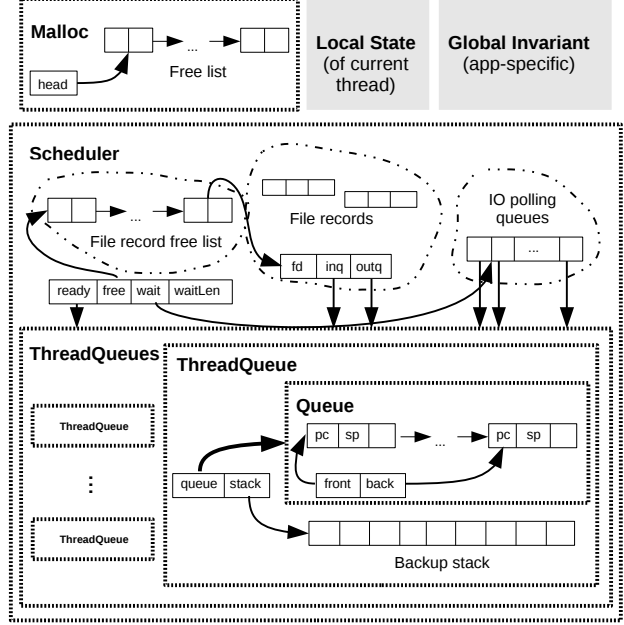 Malloc
...
Free list
head
Local State
(of current
thread)
Global Invariant
(app-specific)
Scheduler
...
File record free list
File records
IO polling
queues
...
fd inq outq
ready free wait waitLen
ThreadQueues
ThreadQueue
ThreadQueue
...
ThreadQueue
Queue
pc sp
...
pc sp
queue stack
front back
Backup stack